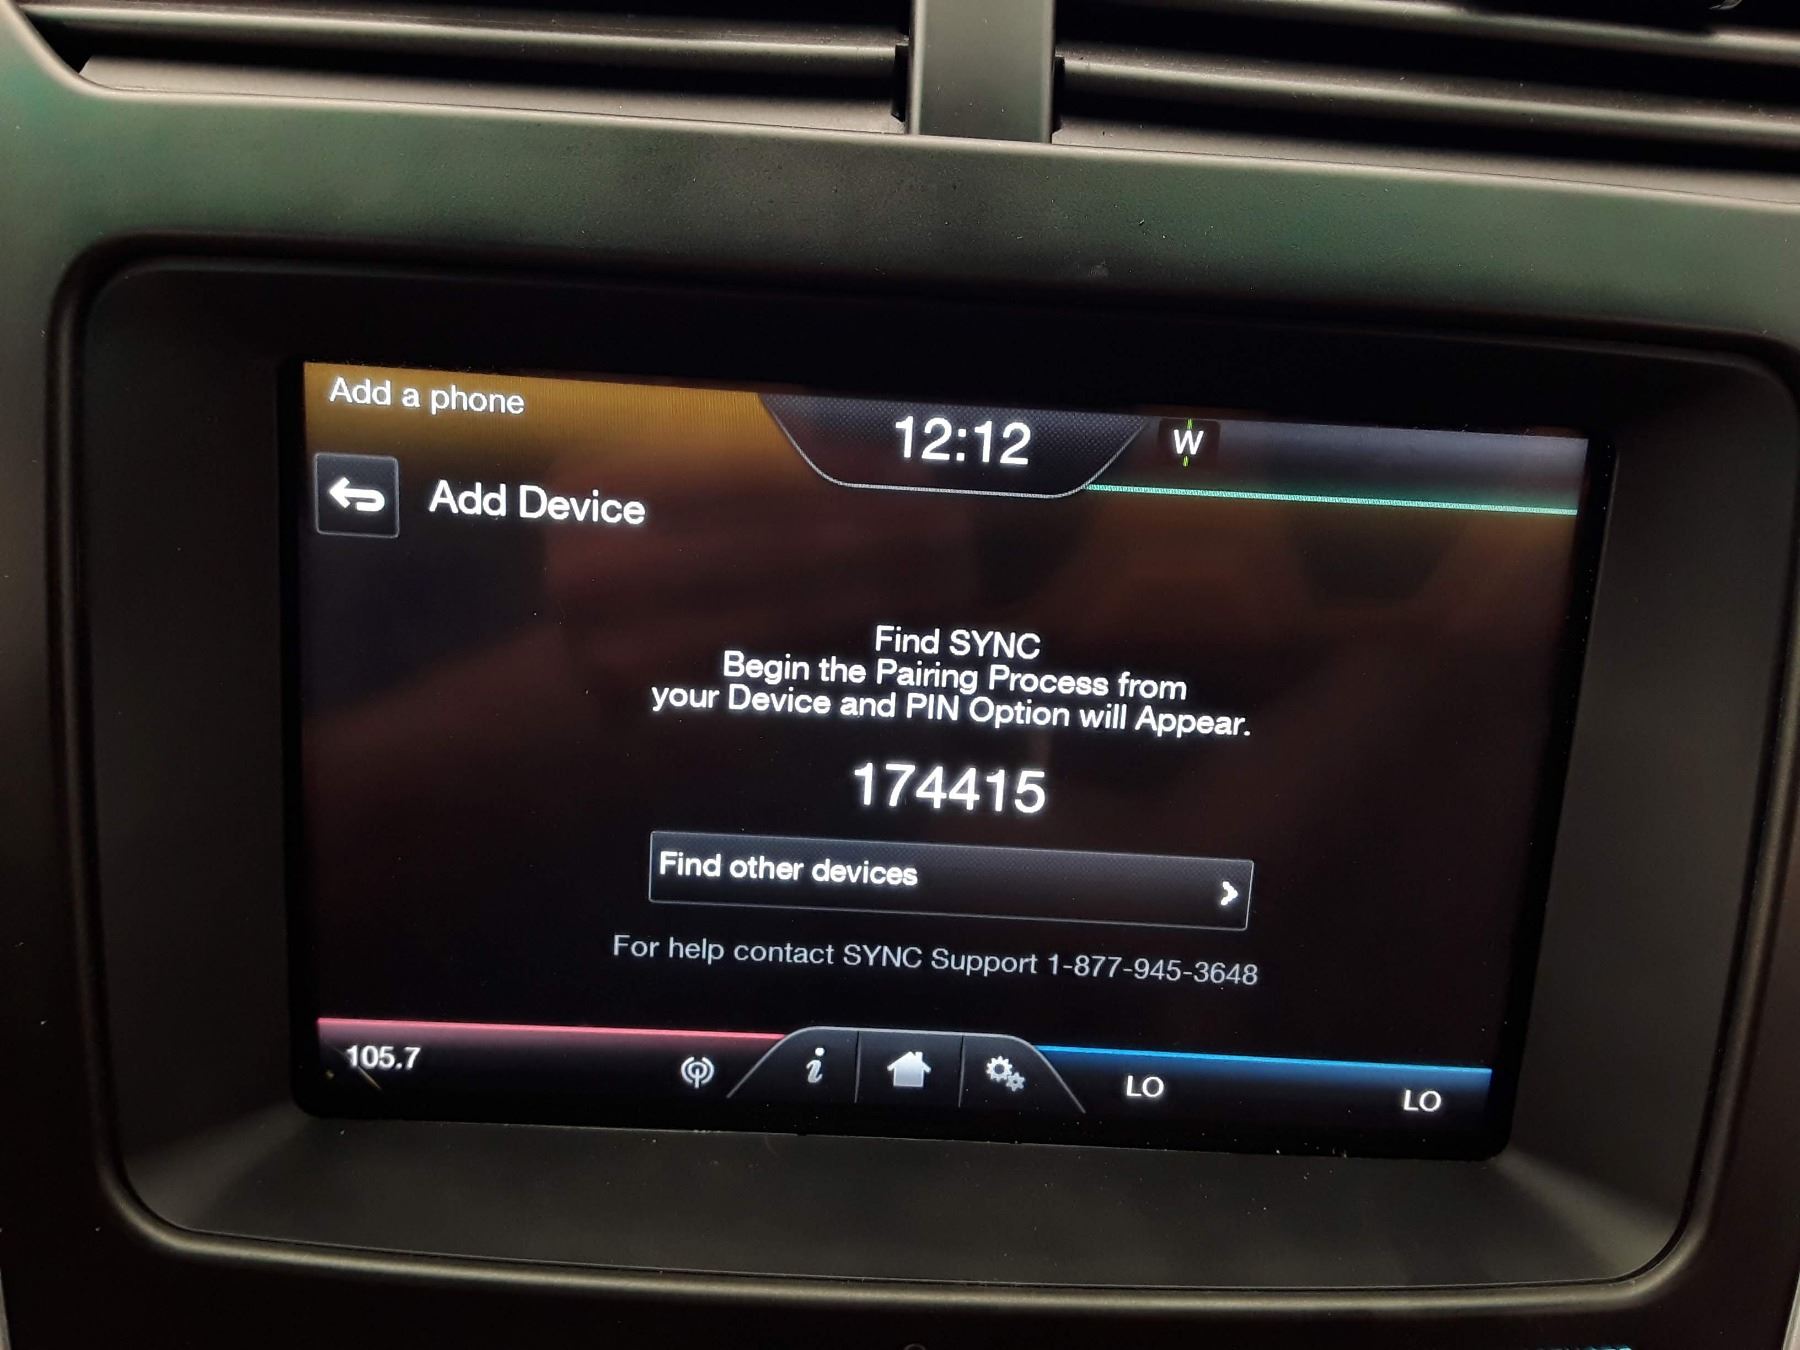 Add a phone
12:12
W
Add Device
Find SYNC
Begin the Pairing Process from
your Device and PIN Option will Appear.
174415
Find other devices
For help contact SYNC Support 1-877-945-3648
105.7
i
LO
LO